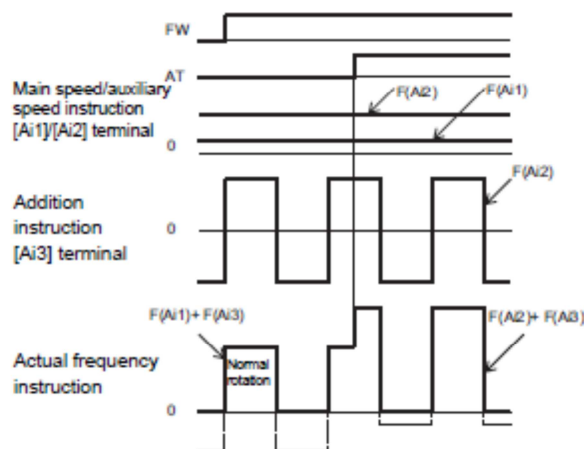 FW
AT
Main speed/auxiliary
speed instruction
[Ai1]/[Ai2] terminal
F(Ai2)
F(Ai1)
0
Addition
instruction
[Ai3] terminal
0
F(Ai2)
F(Ai1)+ F(Ai3)
F(Ai2)+ F(Ai3)
Actual frequency
instruction
Normal
rotation
0